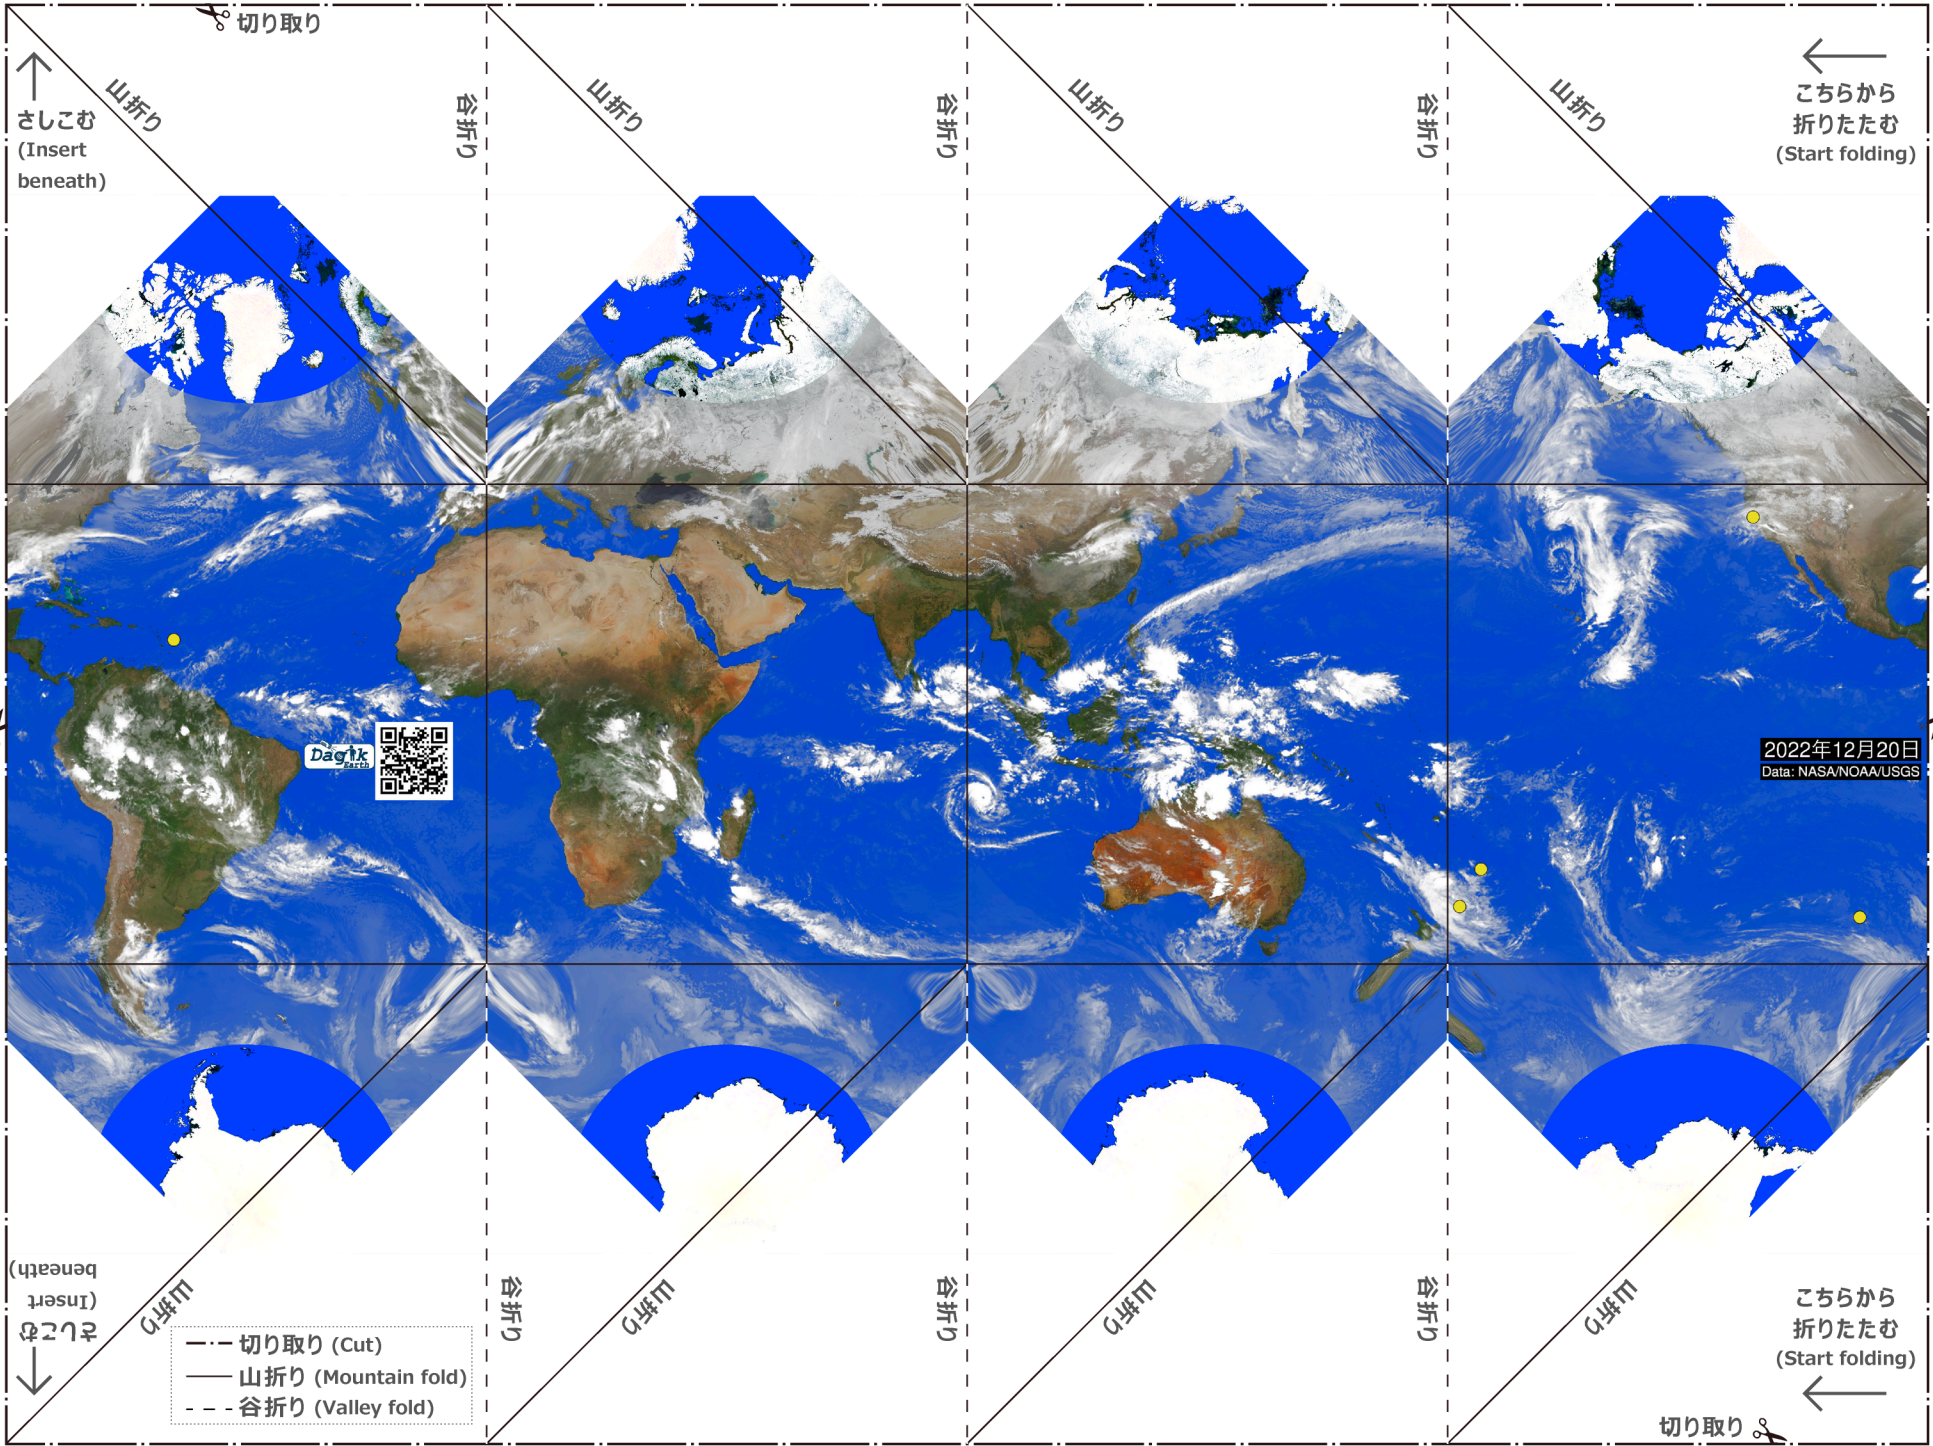 切り取り
さしこむ
(Insert
beneath)
山折り
谷折り
山折り
谷折り
山折り
谷折り
山折り
こちらから
折りたたむ
(Start folding)
Dagik
Earth
2022年12月20日
Data: NASA/NOAA/USGS
さしこむ
(Insert
beneath)
山折り
谷折り
山折り
谷折り
山折り
谷折り
山折り
こちらから
折りたたむ
(Start folding)
切り取り (Cut)
山折り (Mountain fold)
谷折り (Valley fold)
切り取り